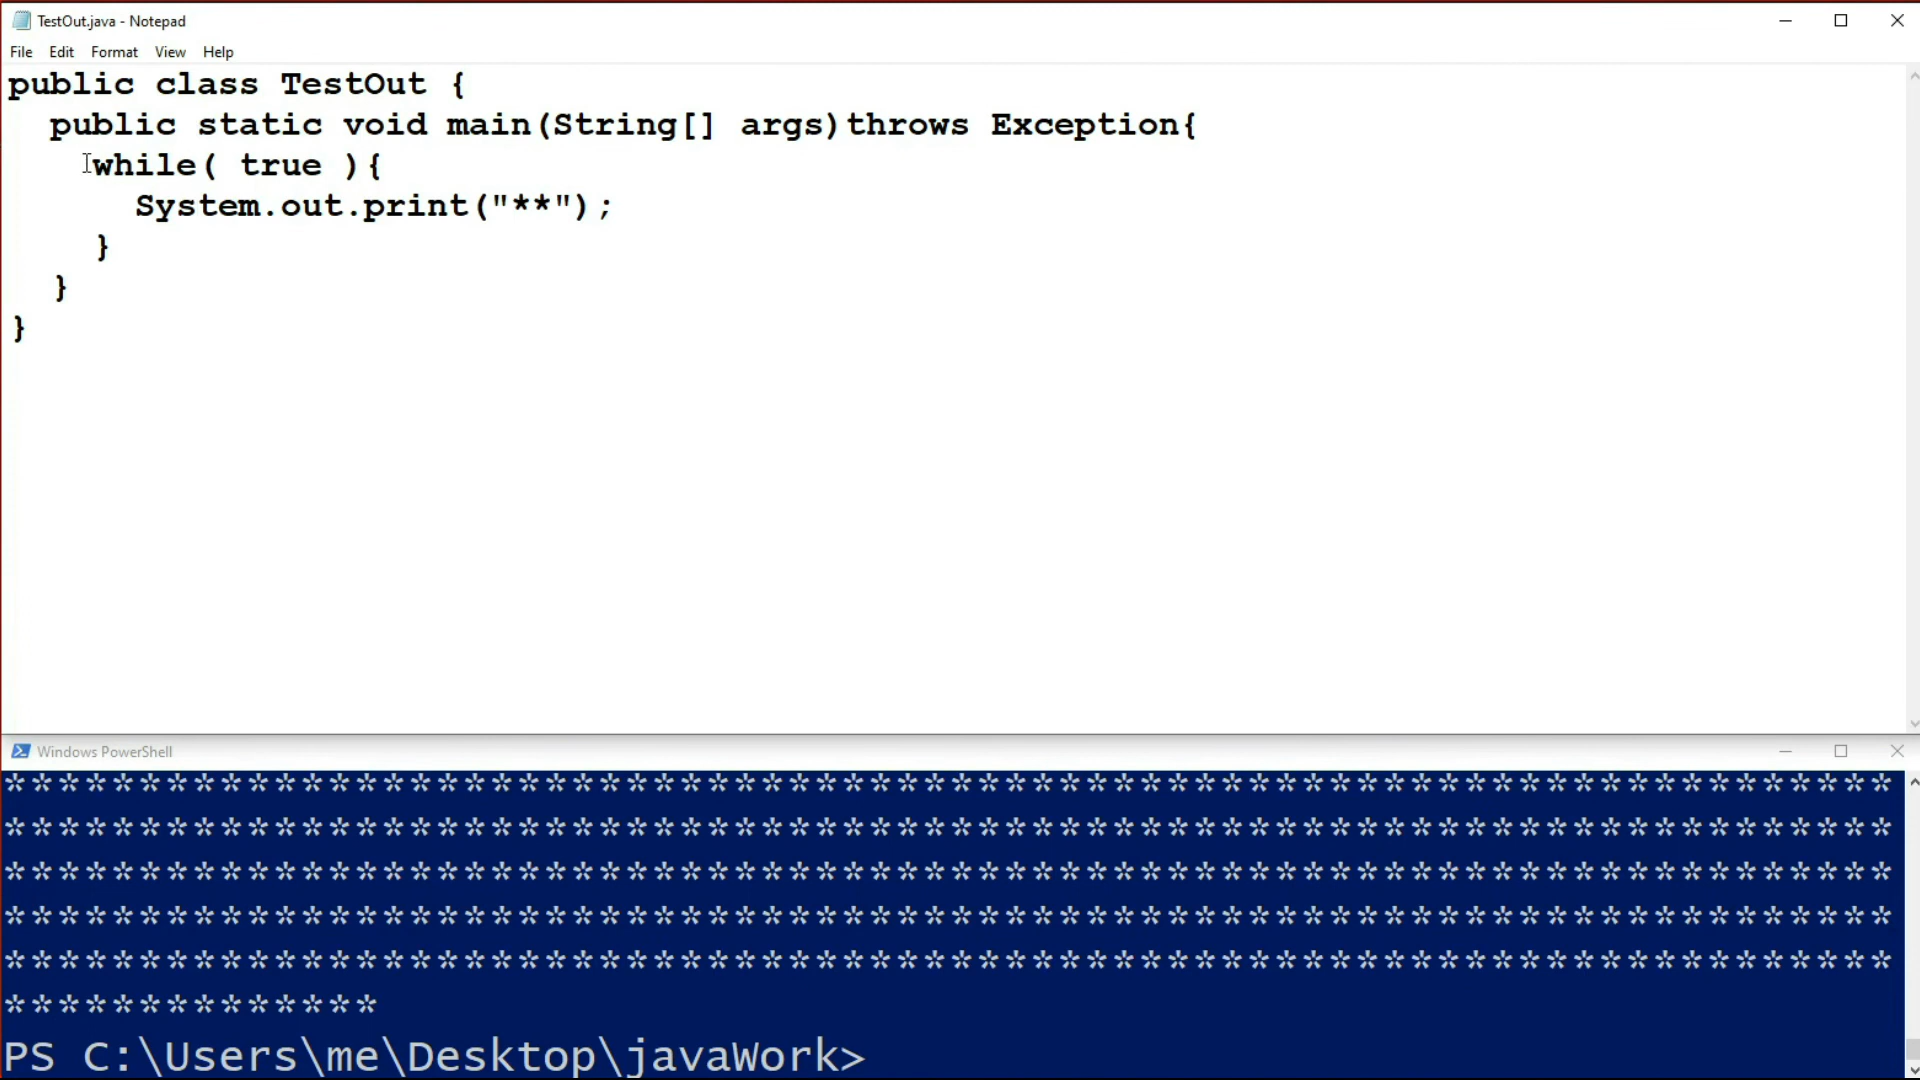 TestOut.java - Notepad
File Edit Format View Help
public class TestOut {
  public static void main(String[] args)throws Exception{
    while( true ){
      System.out.print("**");
    }
  }
}
Windows PowerShell
**********************************************************************
**********************************************************************
**********************************************************************
**********************************************************************
**********************************************************************
**************
PS C:\Users\me\Desktop\javaWork>